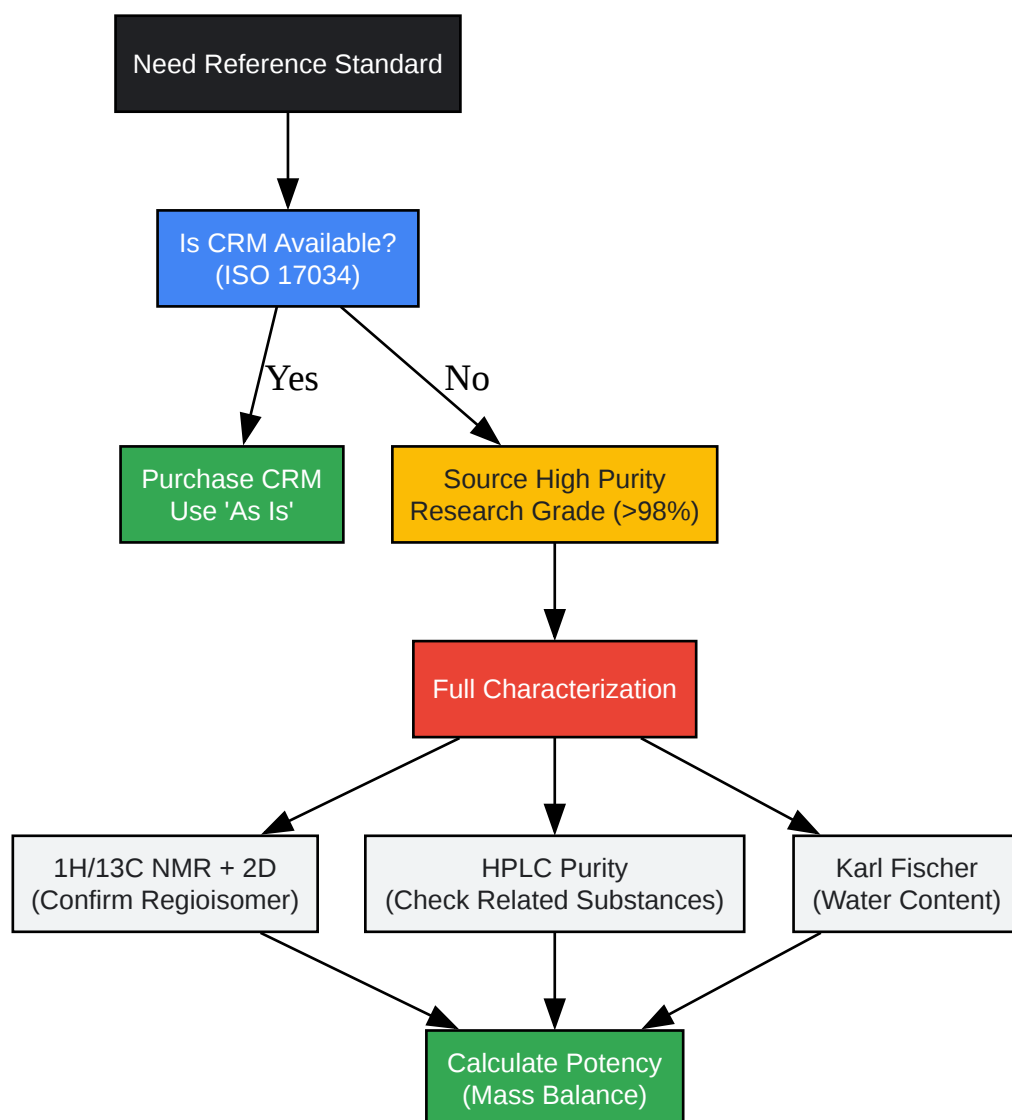 Need Reference Standard
Is CRM Available?
(ISO 17034)
Yes
No
Purchase CRM
Use 'As Is'
Source High Purity
Research Grade (>98%)
Full Characterization
1H/13C NMR + 2D
(Confirm Regioisomer)
HPLC Purity
(Check Related Substances)
Karl Fischer
(Water Content)
Calculate Potency
(Mass Balance)